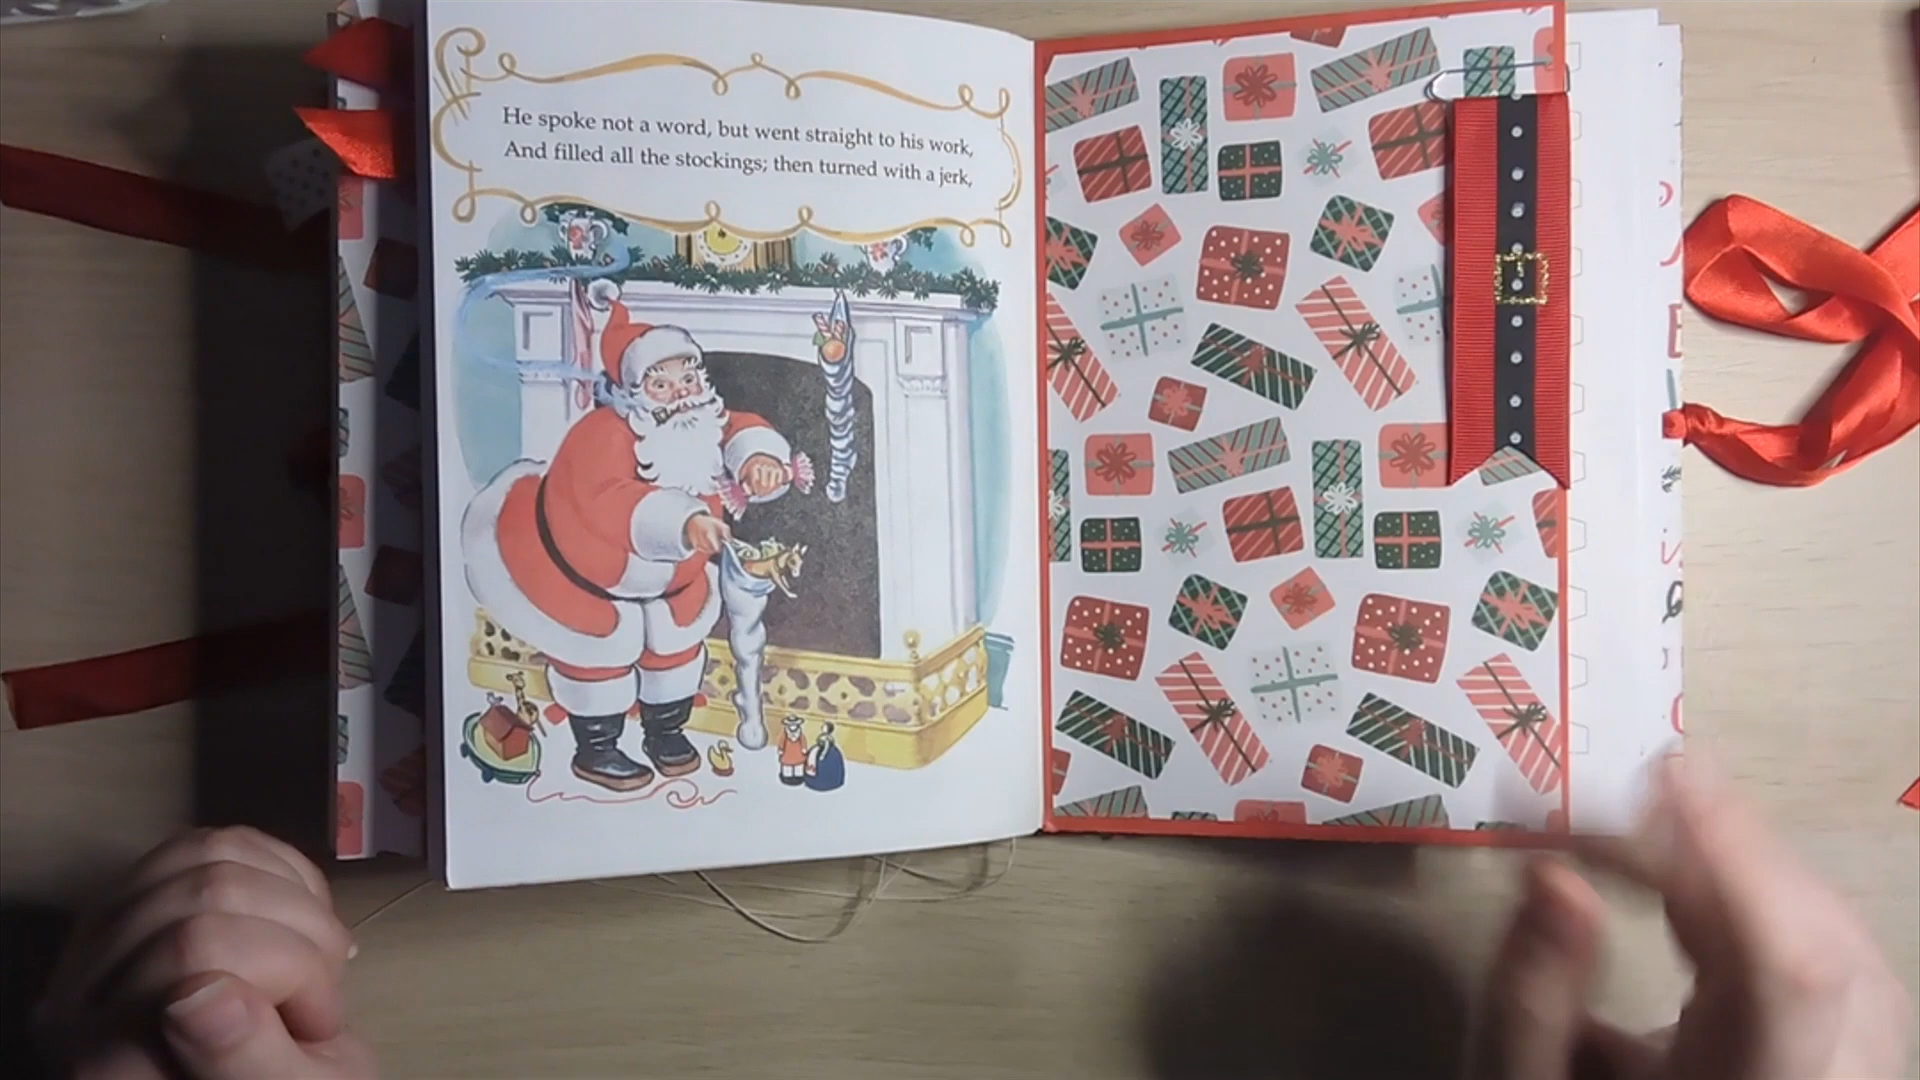 He spoke not a word, but went straight to his work,
And filled all the stockings; then turned with a jerk,